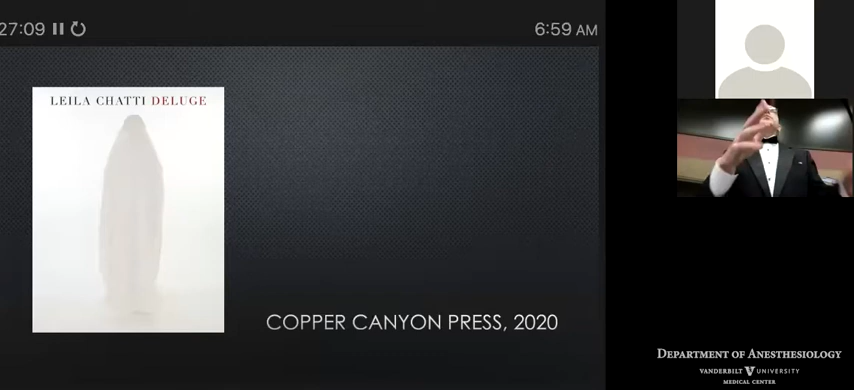 27:09
6:59 AM
LEILA CHATTI DELUGE
COPPER CANYON PRESS, 2020
DEPARTMENT OF ANESTHESIOLOGY
VANDERBILT UNIVERSITY
MEDICAL CENTER